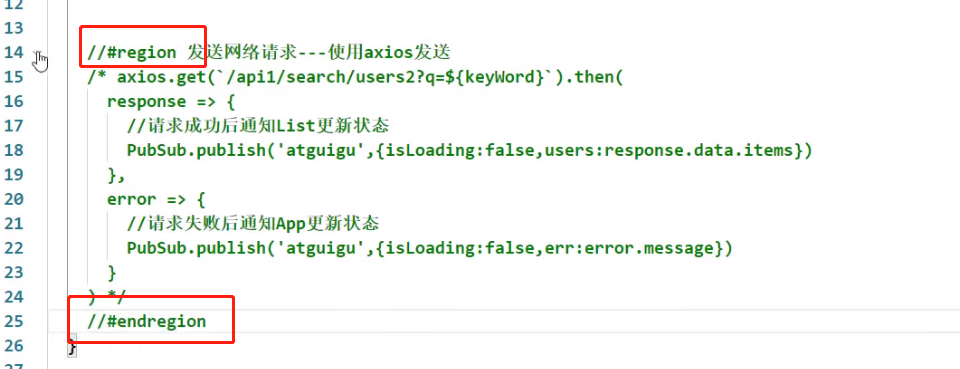 12
13
14 //#region 发送网络请求---使用axios发送
15 /* axios.get(`/api1/search/users2?q=${keyWord}`).then(
16 response => {
17 //请求成功后通知List更新状态
18 PubSub.publish('atguigu',{isLoading:false,users:response.data.items})
19 },
20 error => {
21 //请求失败后通知App更新状态
22 PubSub.publish('atguigu',{isLoading:false,err:error.message})
23 }
24 ) */
25 //#endregion
26 }
27